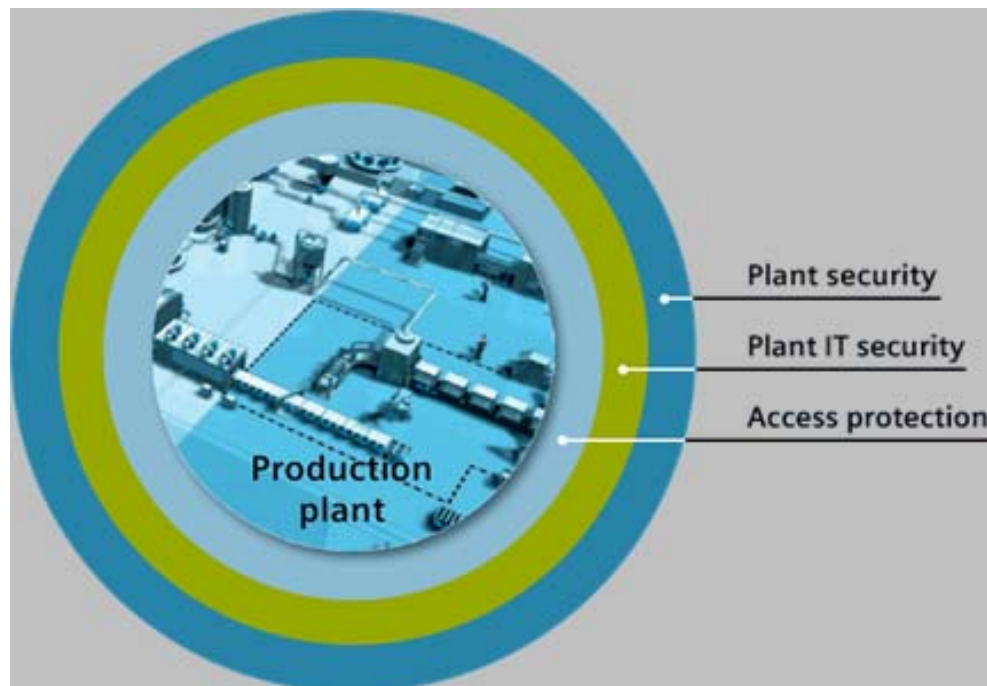 Plant security
Plant IT security
Access protection
Production
plant